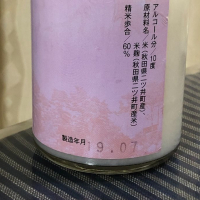 アルコール分／10度
原材料名／米（秋田県二ツ井町産）、
米麹（秋田県二ツ井町産米）
精米歩合／60%
製造年月 19.07